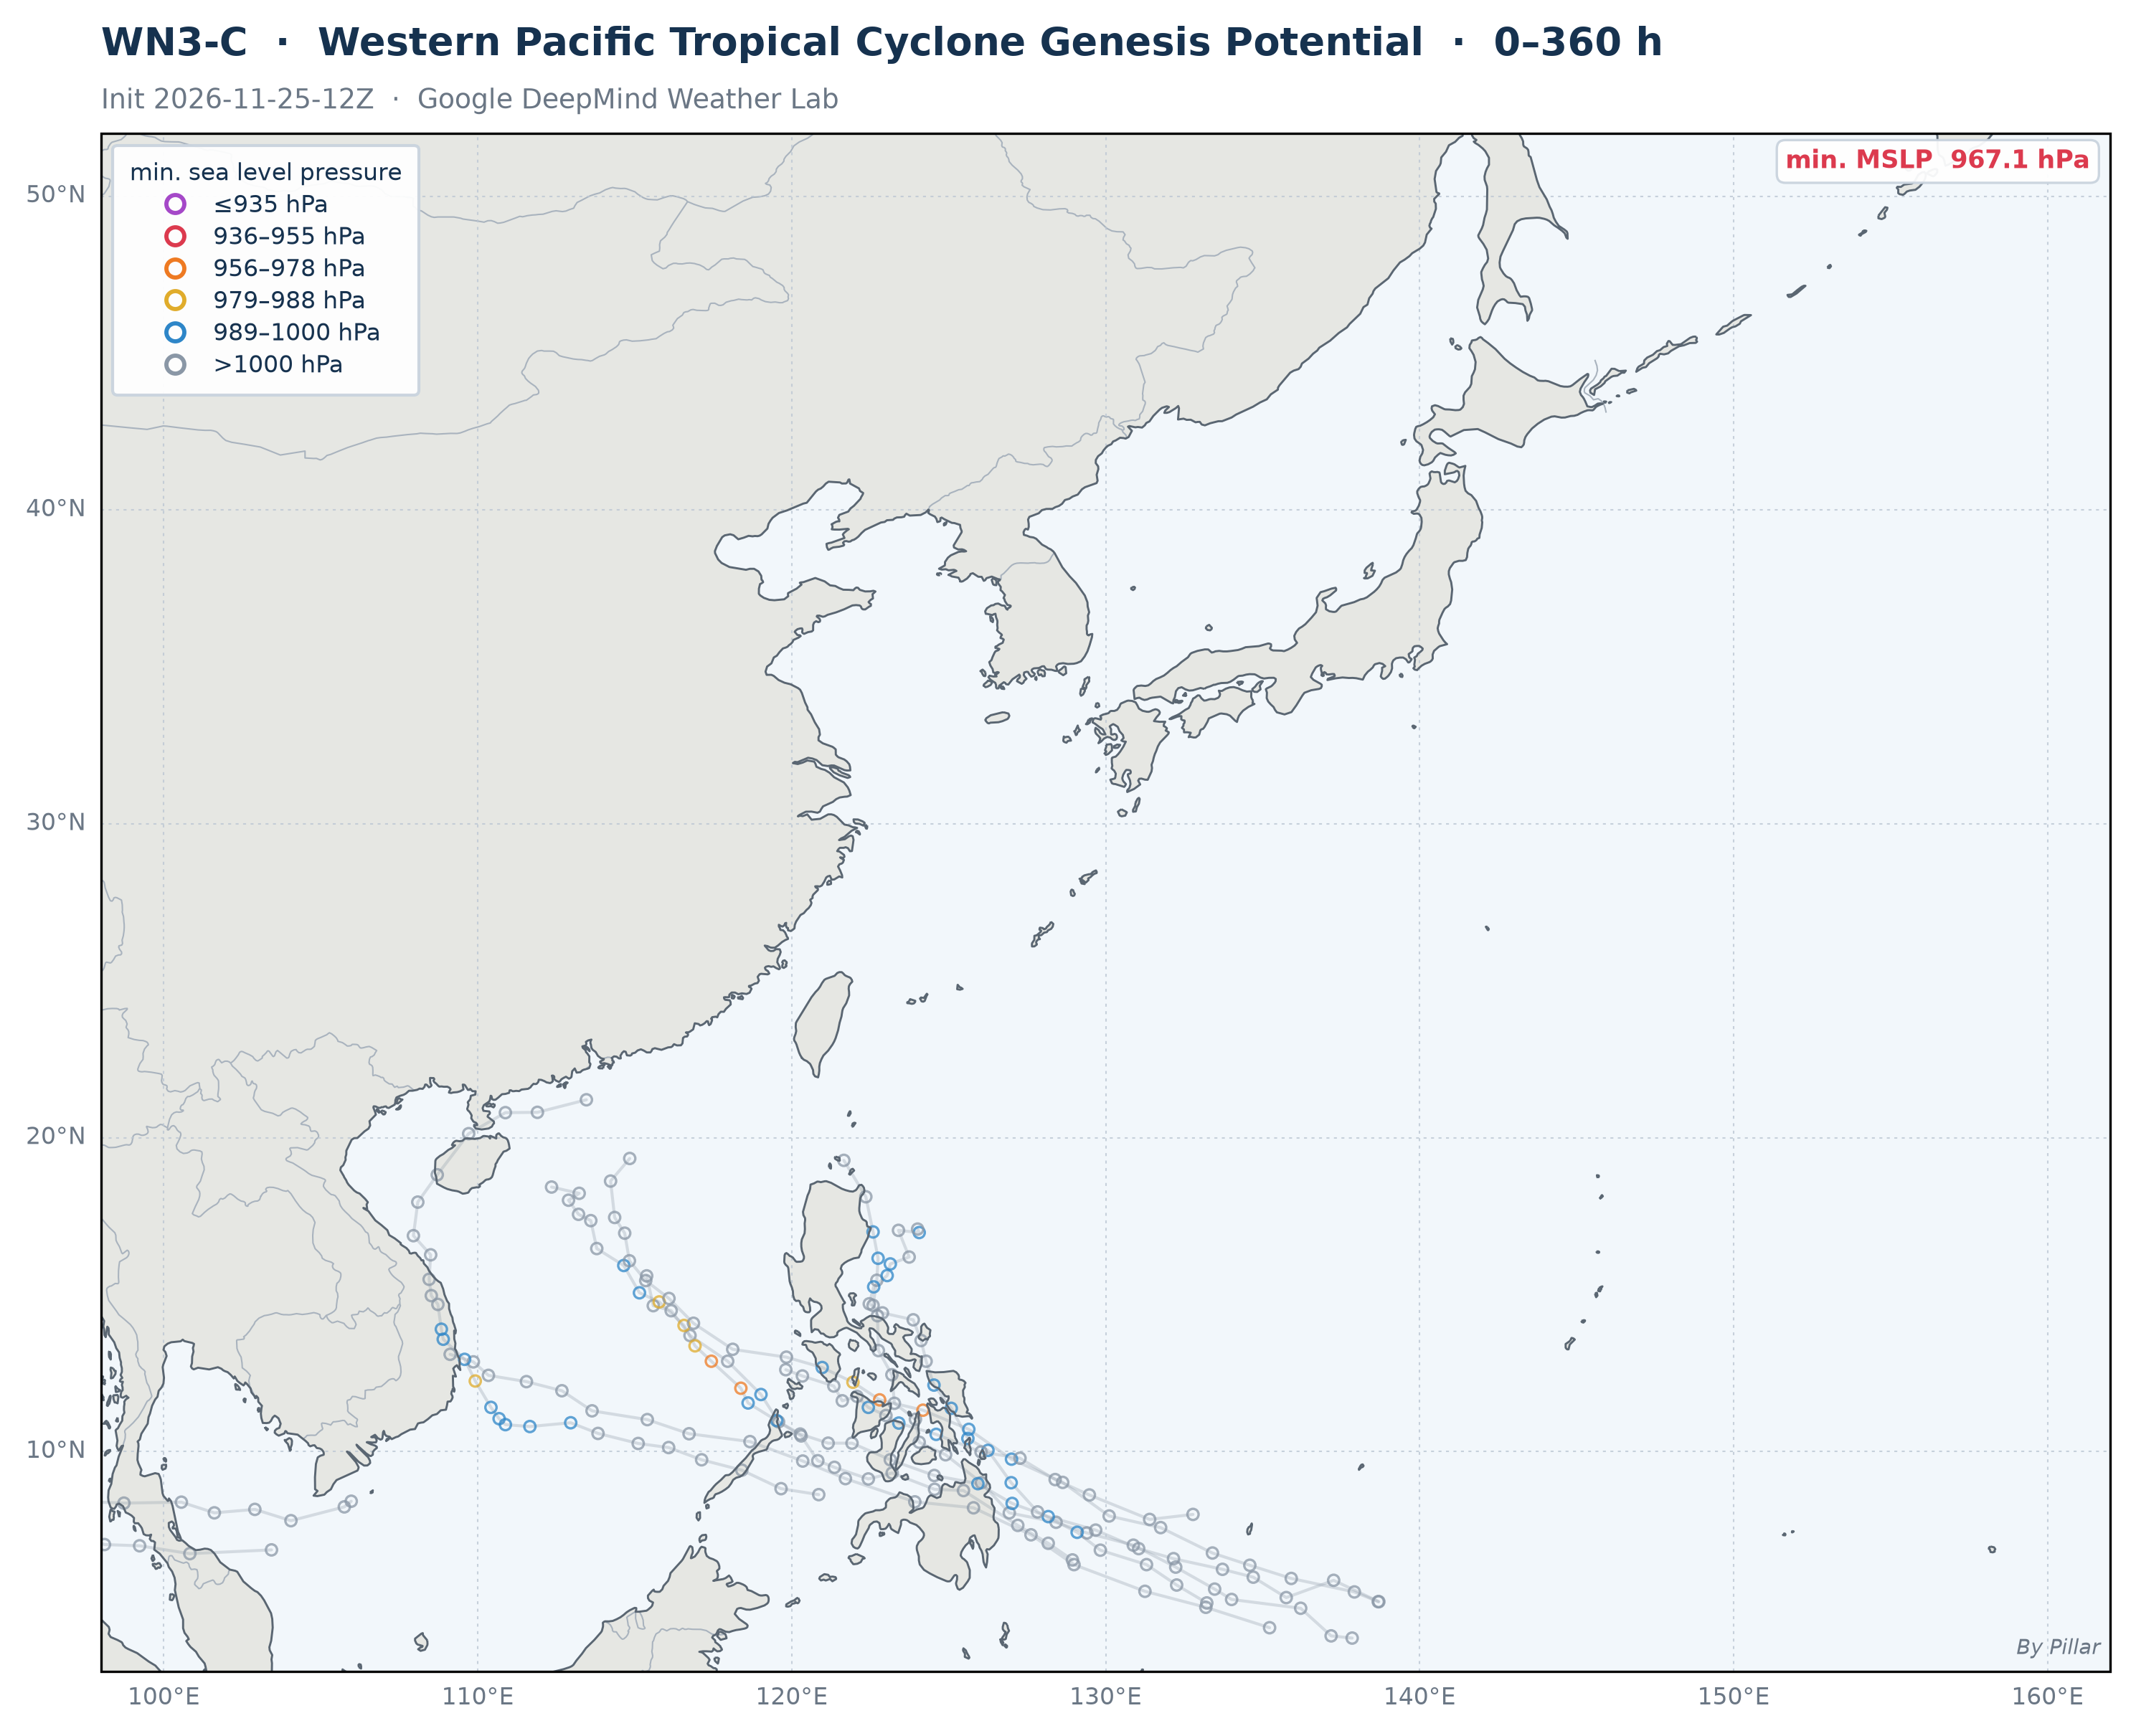 WN3-C · Western Pacific Tropical Cyclone Genesis Potential · 0–360 h
Init 2026-11-25-12Z · Google DeepMind Weather Lab
min. sea level pressure
≤935 hPa
936–955 hPa
956–978 hPa
979–988 hPa
989–1000 hPa
>1000 hPa
min. MSLP 967.1 hPa
50°N
40°N
30°N
20°N
10°N
By Pillar
100°E
110°E
120°E
130°E
140°E
150°E
160°E